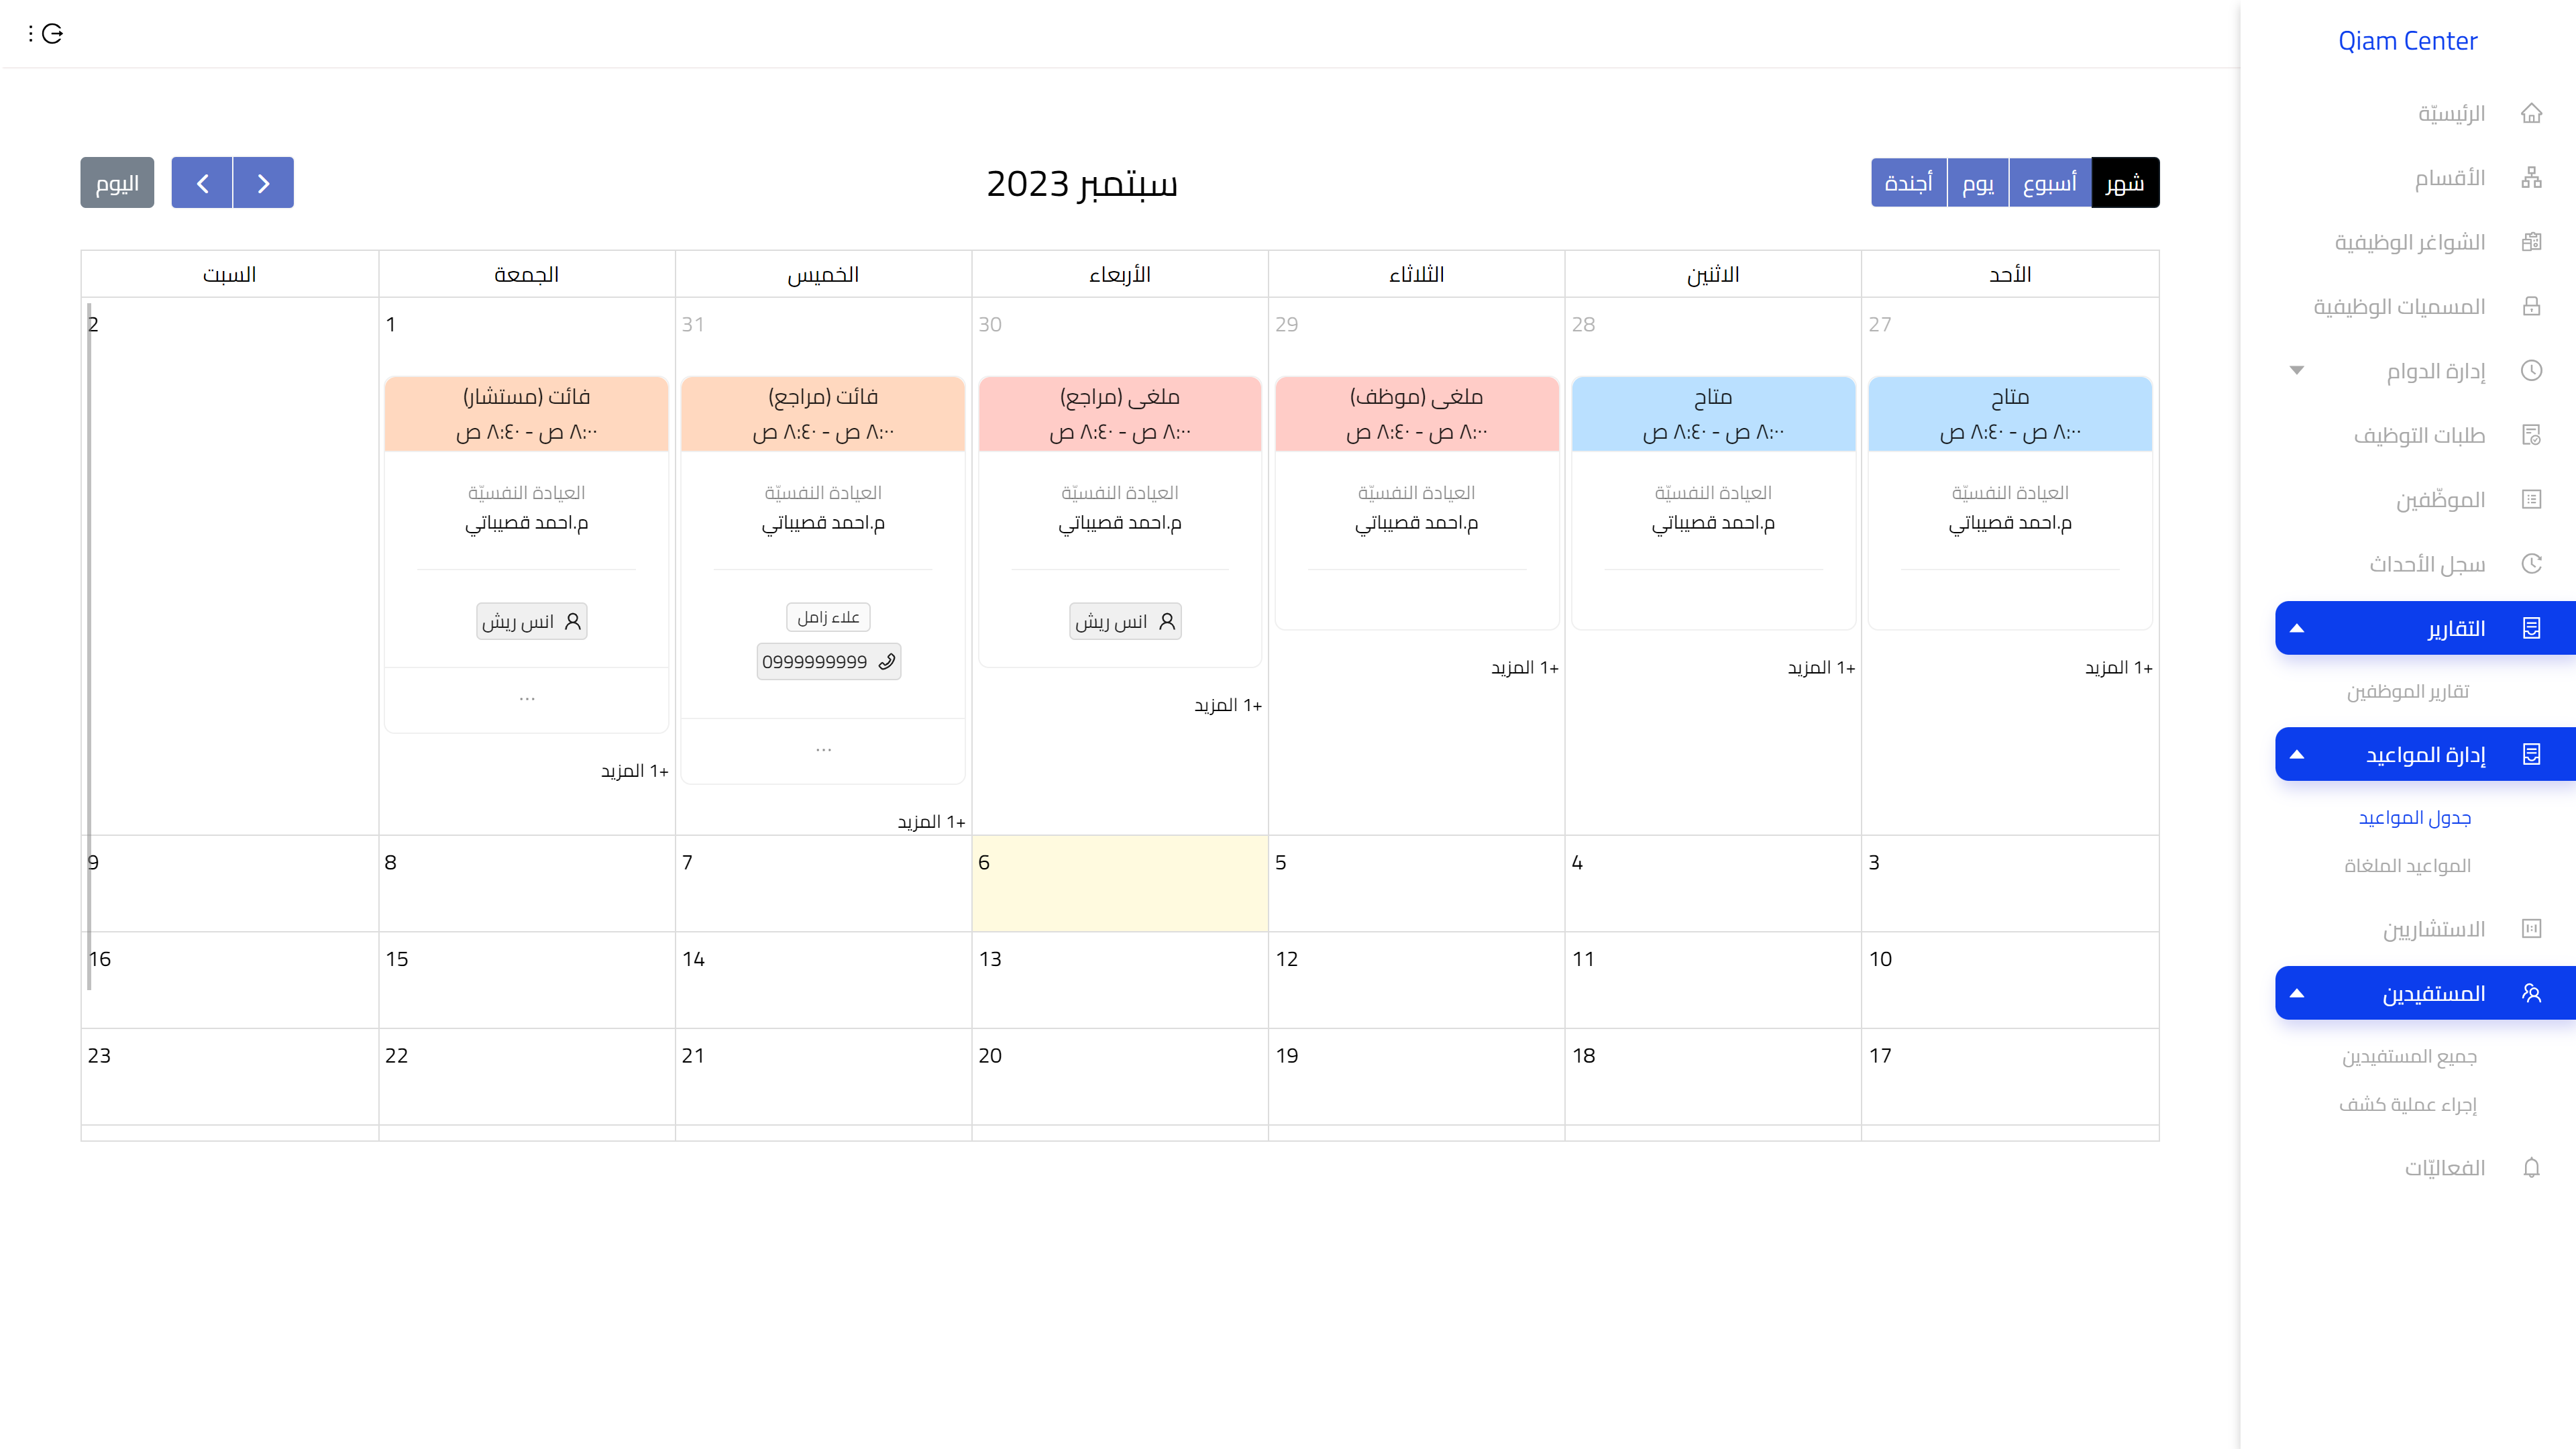 Qiam Center
الرئيسيّة
الأقسام
الشواغر الوظيفية
المسميات الوظيفية
إدارة الدوام
طلبات التوظيف
الموظّفين
سجل الأحداث
التقارير
تقارير الموظفين
إدارة المواعيد
جدول المواعيد
المواعيد الملغاة
الاستشاريين
المستفيدين
جميع المستفيدين
إجراء عملية كشف
الفعاليّات
شهر أسبوع يوم أجندة
سبتمبر 2023
اليوم
الأحد الاثنين الثلاثاء الأربعاء الخميس الجمعة السبت
27
متاح
٨:٠٠ ص - ٨:٤٠ ص
العيادة النفسيّة
م.احمد قصيباتي
+1 المزيد
28
متاح
٨:٠٠ ص - ٨:٤٠ ص
العيادة النفسيّة
م.احمد قصيباتي
+1 المزيد
29
ملغى (موظف)
٨:٠٠ ص - ٨:٤٠ ص
العيادة النفسيّة
م.احمد قصيباتي
+1 المزيد
30
ملغى (مراجع)
٨:٠٠ ص - ٨:٤٠ ص
العيادة النفسيّة
م.احمد قصيباتي
انس ريش
+1 المزيد
31
فائت (مراجع)
٨:٠٠ ص - ٨:٤٠ ص
العيادة النفسيّة
م.احمد قصيباتي
علاء زامل
0999999999
...
+1 المزيد
1
فائت (مستشار)
٨:٠٠ ص - ٨:٤٠ ص
العيادة النفسيّة
م.احمد قصيباتي
انس ريش
...
+1 المزيد
2
3 4 5 6 7 8 9
10 11 12 13 14 15 16
17 18 19 20 21 22 23